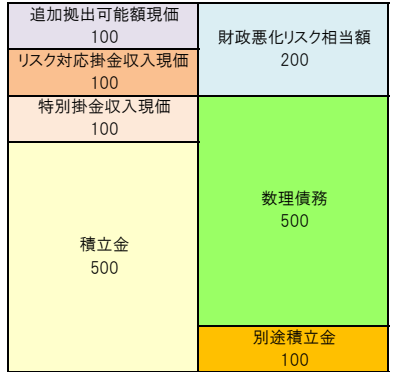 追加拠出可能額現価
100
リスク対応掛金収入現価
100
特別掛金収入現価
100
積立金
500
財政悪化リスク相当額
200
数理債務
500
別途積立金
100